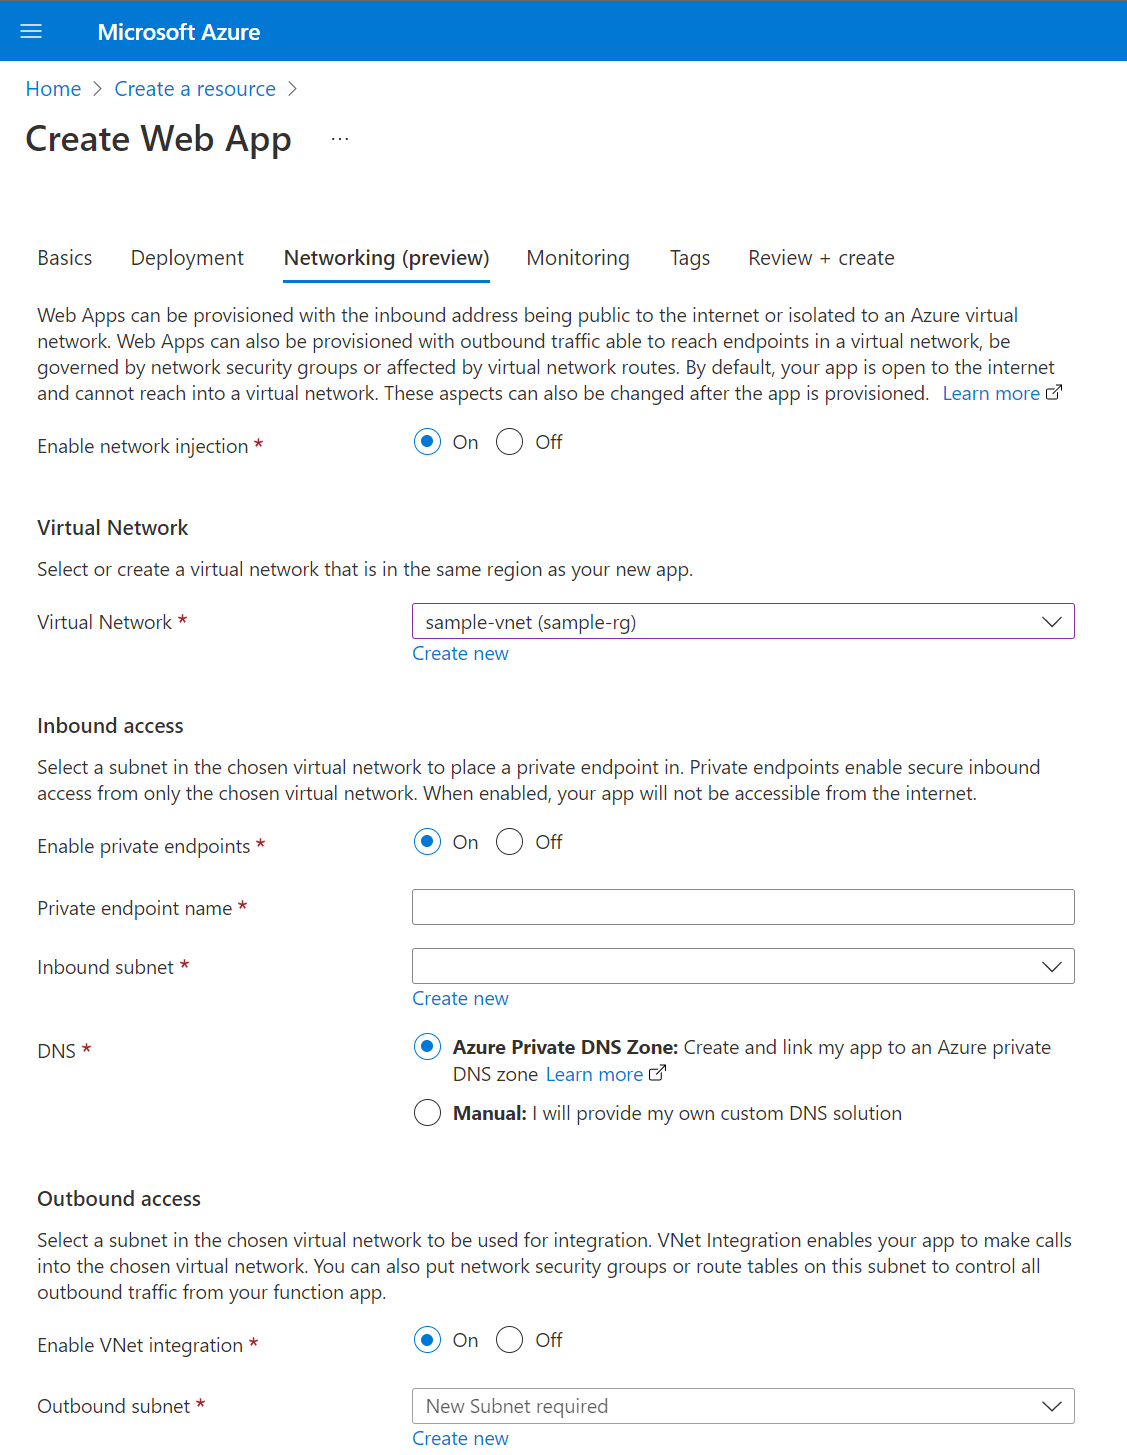 Microsoft Azure
Home > Create a resource >
Create Web App ...
Basics Deployment Networking (preview) Monitoring Tags Review + create
Web Apps can be provisioned with the inbound address being public to the internet or isolated to an Azure virtual
network. Web Apps can also be provisioned with outbound traffic able to reach endpoints in a virtual network, be
governed by network security groups or affected by virtual network routes. By default, your app is open to the internet
and cannot reach into a virtual network. These aspects can also be changed after the app is provisioned. Learn more
Enable network injection * On Off
Virtual Network
Select or create a virtual network that is in the same region as your new app.
Virtual Network * sample-vnet (sample-rg)
Create new
Inbound access
Select a subnet in the chosen virtual network to place a private endpoint in. Private endpoints enable secure inbound
access from only the chosen virtual network. When enabled, your app will not be accessible from the internet.
Enable private endpoints * On Off
Private endpoint name *
Inbound subnet *
Create new
DNS * Azure Private DNS Zone: Create and link my app to an Azure private
DNS zone Learn more
Manual: I will provide my own custom DNS solution
Outbound access
Select a subnet in the chosen virtual network to be used for integration. VNet Integration enables your app to make calls
into the chosen virtual network. You can also put network security groups or route tables on this subnet to control all
outbound traffic from your function app.
Enable VNet integration * On Off
Outbound subnet * New Subnet required
Create new